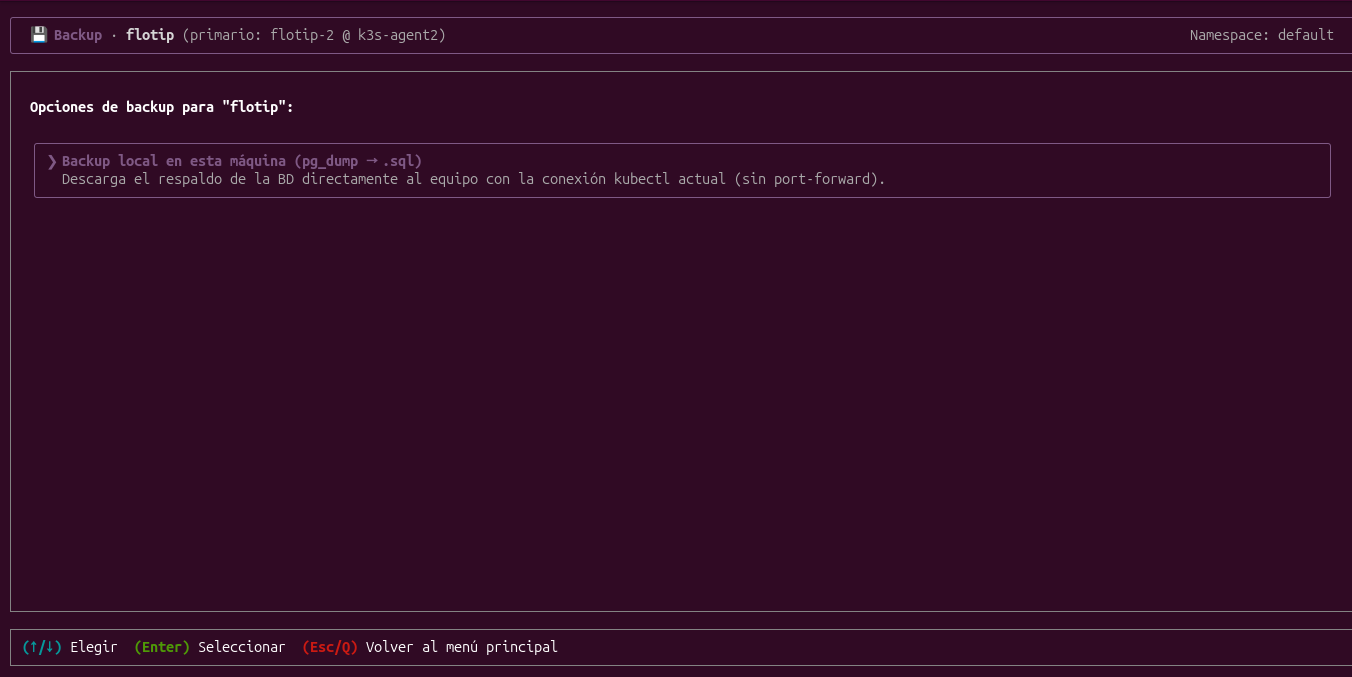 💾 Backup · flotip (primario: flotip-2 @ k3s-agent2) Namespace: default
Opciones de backup para "flotip":
❯ Backup local en esta máquina (pg_dump → .sql)
Descarga el respaldo de la BD directamente al equipo con la conexión kubectl actual (sin port-forward).
(↑/↓) Elegir (Enter) Seleccionar (Esc/Q) Volver al menú principal